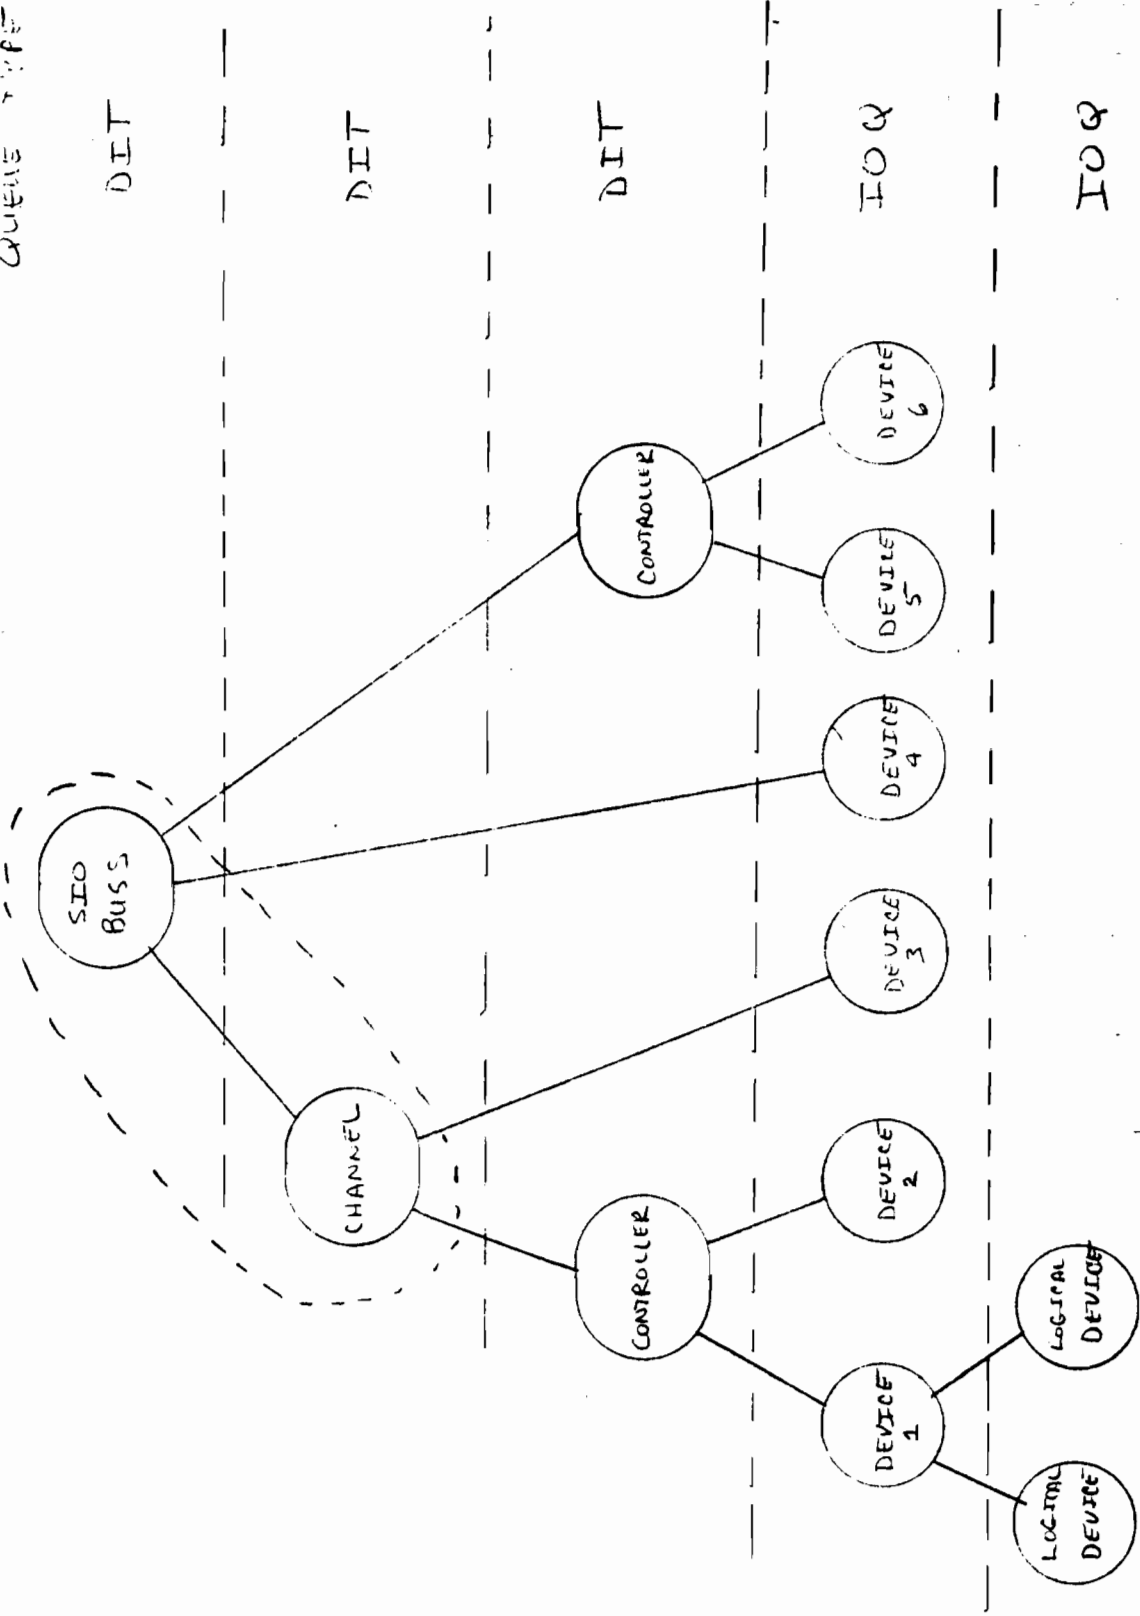 QUEUE TYPE
SIO
BUSS
DIT
CHANNEL
DIT
CONTROLLER
CONTROLLER
DIT
DEVICE
1
DEVICE
2
DEVICE
3
DEVICE
4
DEVICE
5
DEVICE
6
IOQ
LOGICAL
DEVICE
LOGICAL
DEVICE
IOQ